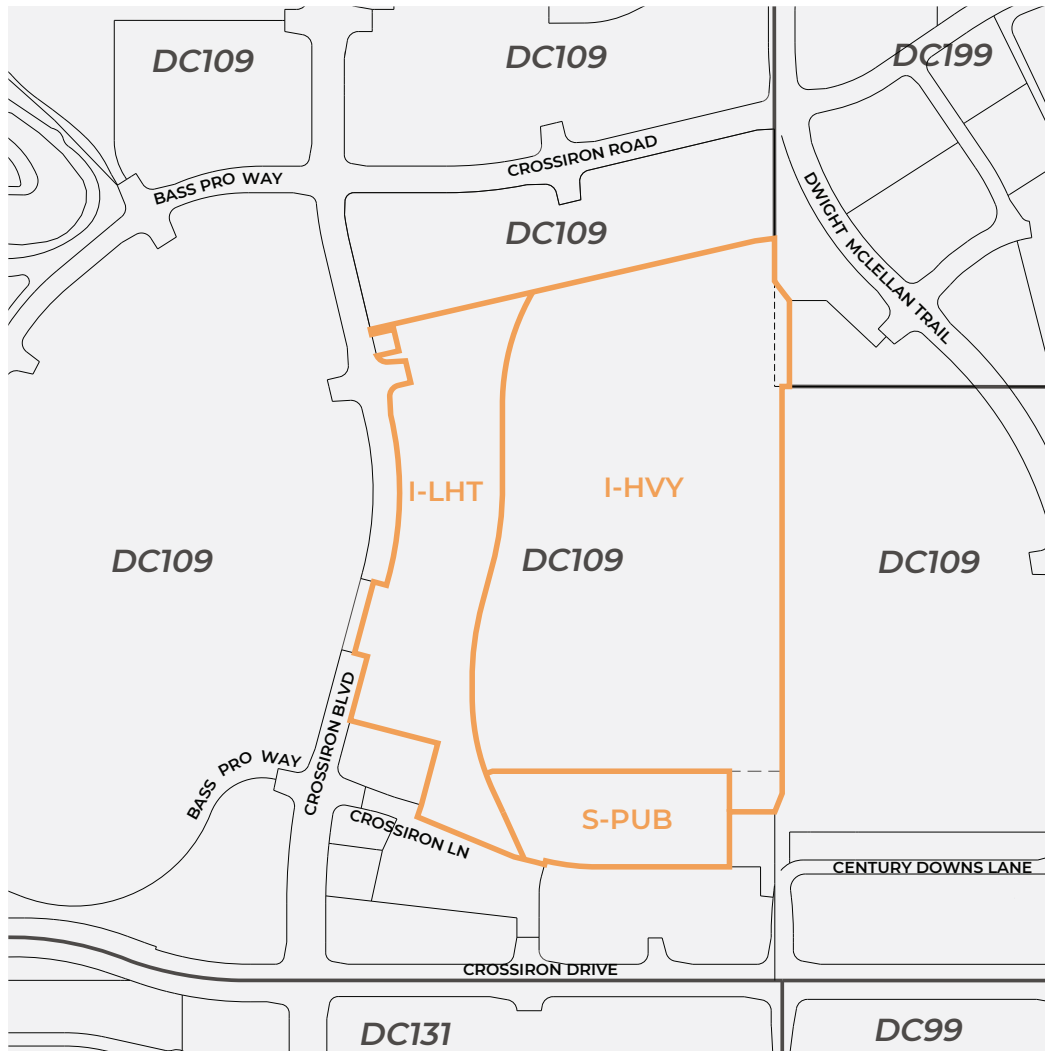 DC109
DC109
DC199
CROSSIRON ROAD
BASS PRO WAY
DWIGHT MCLELLAN TRAIL
DC109
I-LHT
I-HVY
DC109
DC109
DC109
CROSSIRON BLVD
BASS PRO WAY
CROSSIRON LN
S-PUB
CENTURY DOWNS LANE
CROSSIRON DRIVE
DC131
DC99